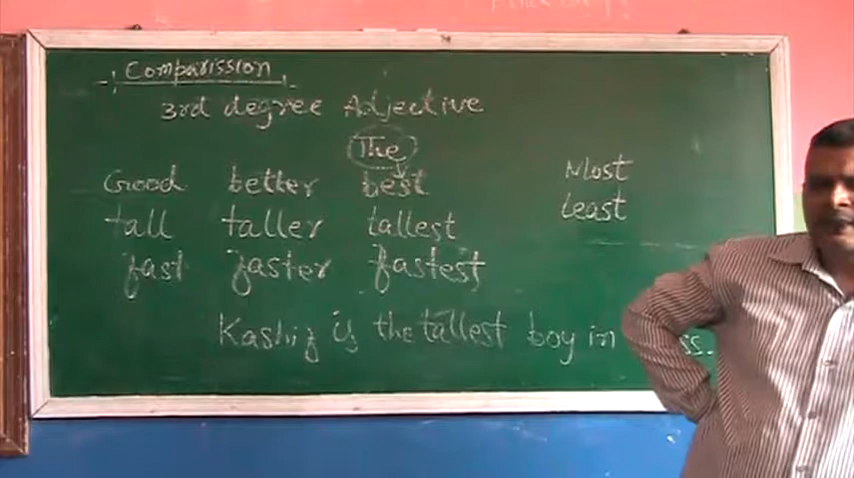 Comparission
3rd degree Adjective
The
Good better best
Most
tall taller tallest
Least
fast faster fastest
Kashif is the tallest boy in ss.